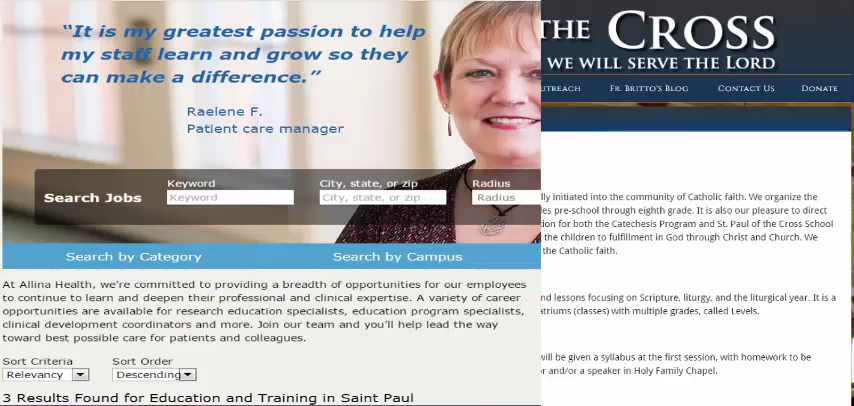 “It is my greatest passion to help
my staff learn and grow so they
can make a difference.”
Raelene F.
Patient care manager
Search Jobs
Keyword
Keyword
City, state, or zip
City, state, or zip
Radius
Radius
Search by Category
Search by Campus
At Allina Health, we’re committed to providing a breadth of opportunities for our employees
to continue to learn and deepen their professional and clinical expertise. A variety of career
opportunities are available for research education specialists, education program specialists,
clinical development coordinators and more. Join our team and you’ll help lead the way
toward best possible care for patients and colleagues.
Sort Criteria
Sort Order
Relevancy
Descending
3 Results Found for Education and Training in Saint Paul
THE CROSS
WE WILL SERVE THE LORD
FR. BRITTO'S BLOG
CONTACT US
DONATE
initiated into the community of Catholic faith. We organize the
pre-school through eighth grade. It is also our pleasure to direct
for both the Catechesis Program and St. Paul of the Cross School
the children to fulfillment in God through Christ and Church. We
the Catholic faith.
lessons focusing on Scripture, liturgy, and the liturgical year. It is a
(classes) with multiple grades, called Levels.
will be given a syllabus at the first session, with homework to be
and/or a speaker in Holy Family Chapel.